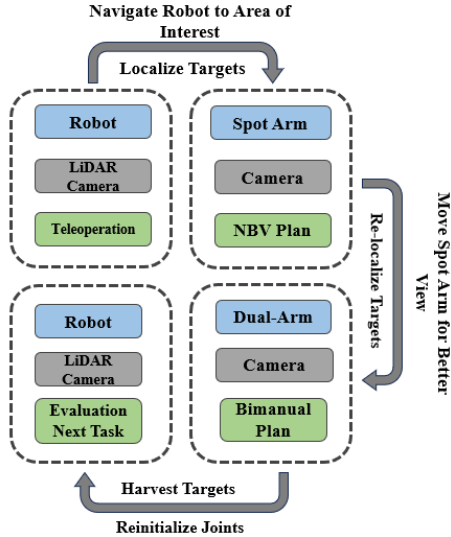 Navigate Robot to Area of
Interest
Localize Targets
Robot
LiDAR
Camera
Teleoperation
Spot Arm
Camera
NBV Plan
Re-localize Targets
Move Spot Arm for Better
View
Robot
LiDAR
Camera
Evaluation
Next Task
Dual-Arm
Camera
Bimanual
Plan
Harvest Targets
Reinitialize Joints